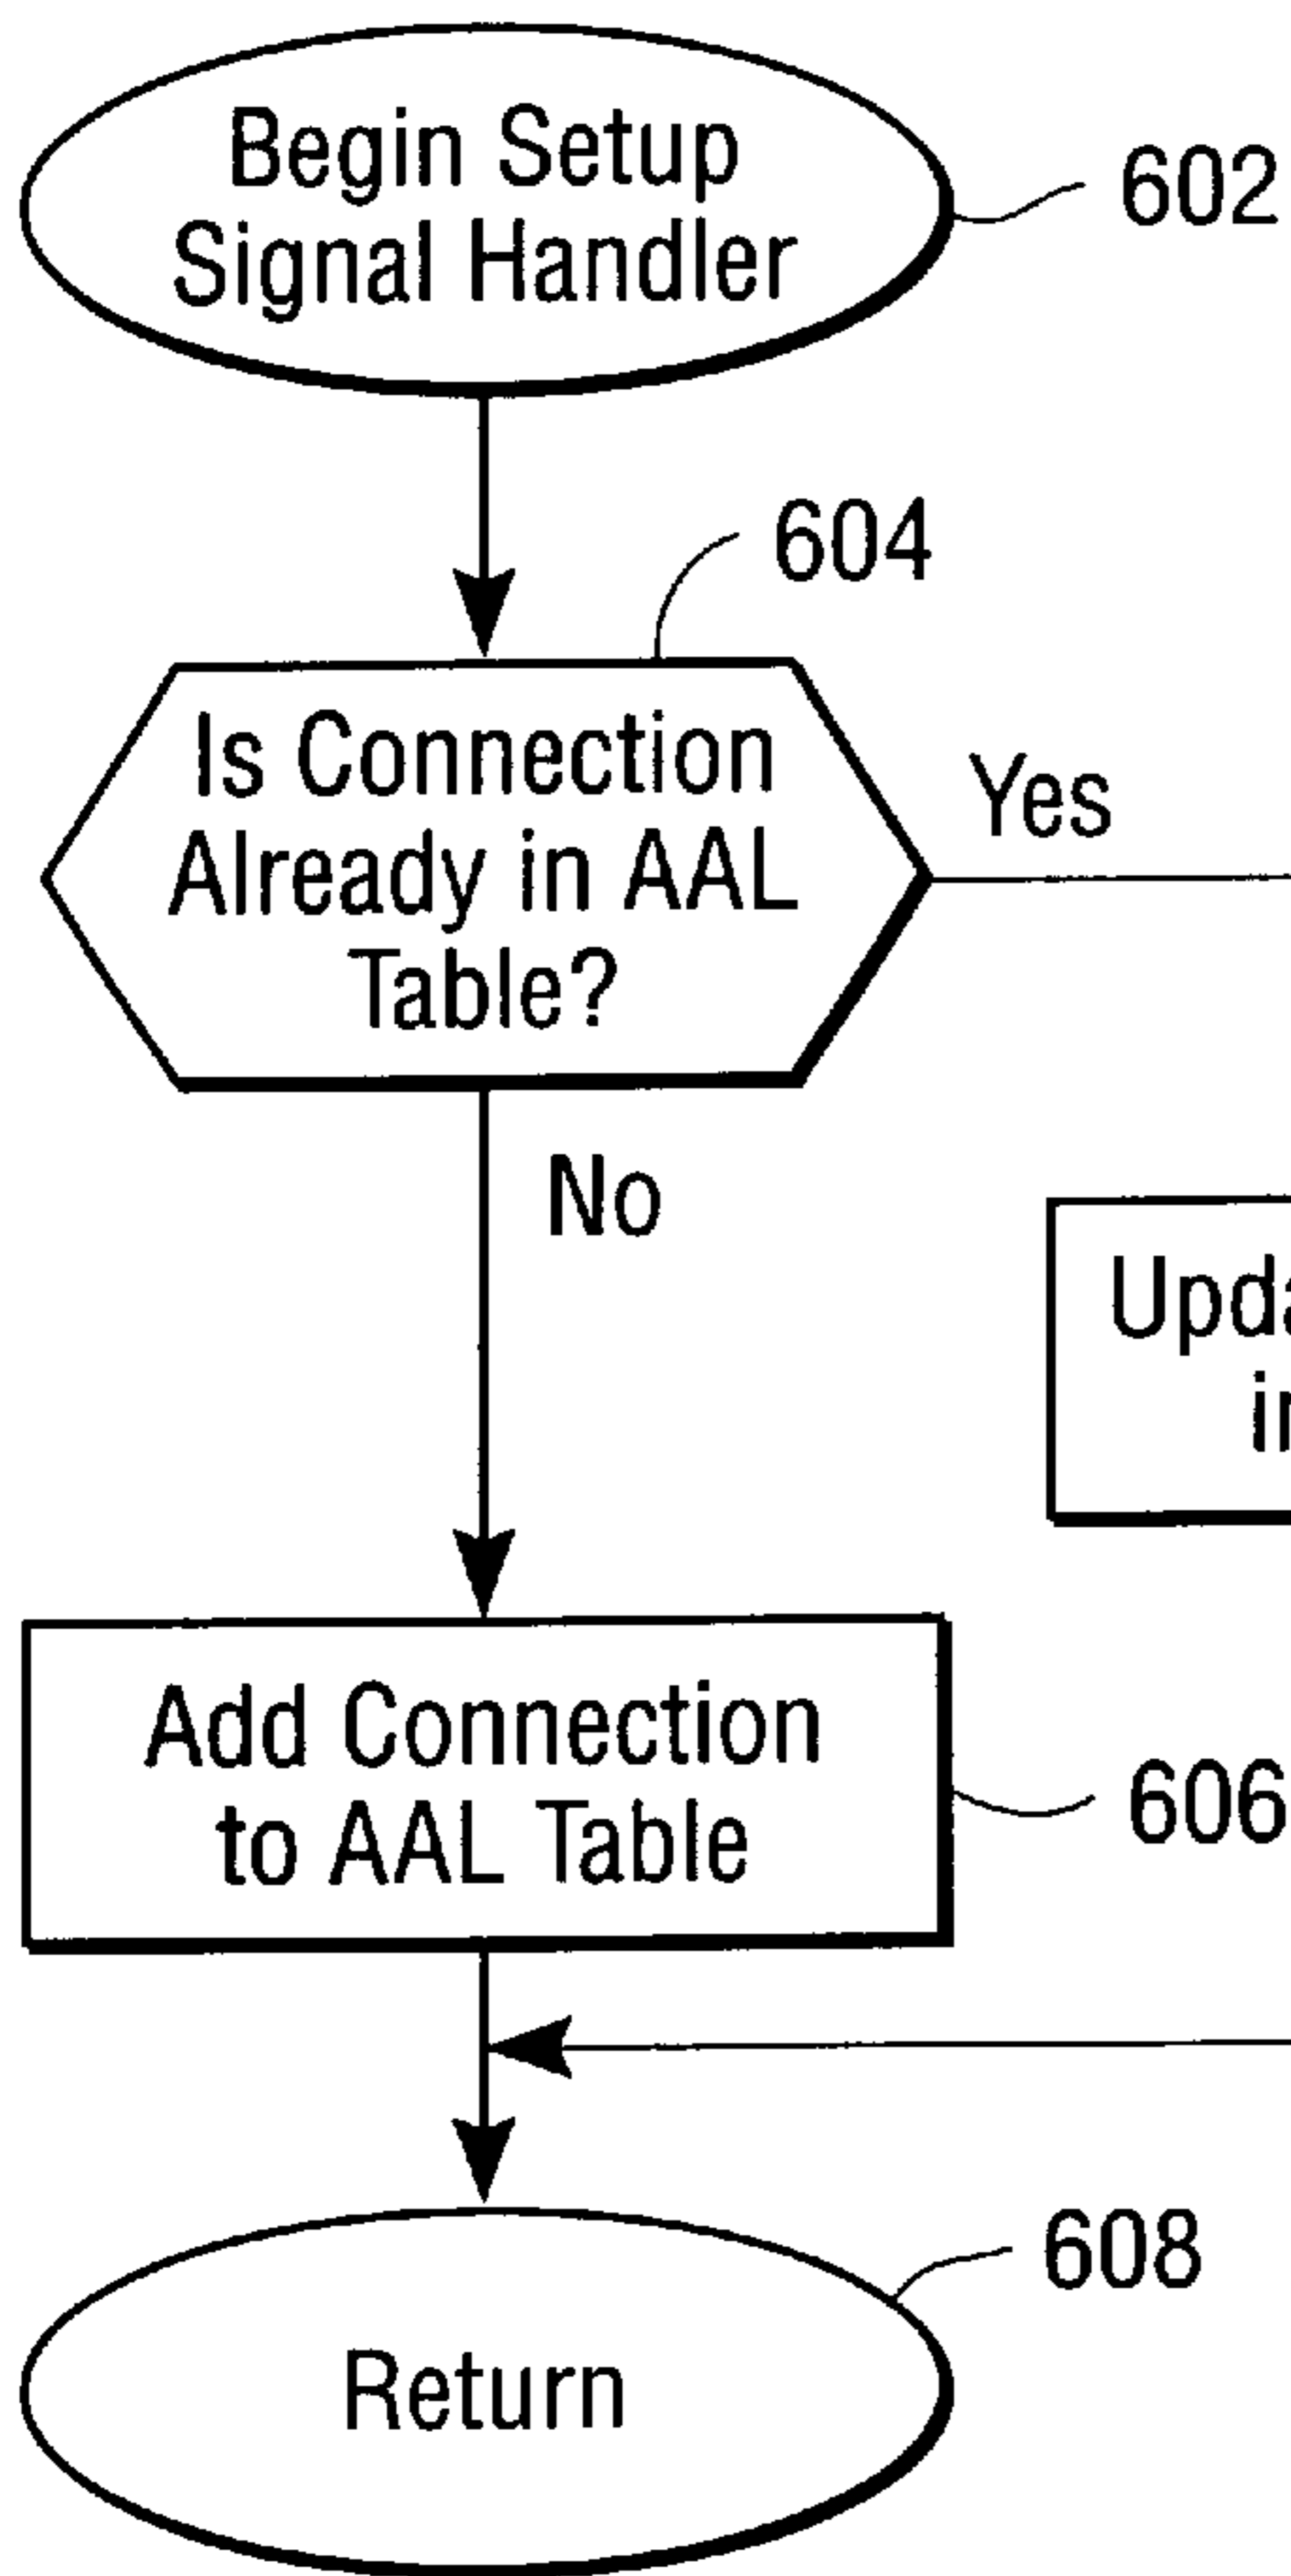 Begin Setup
Signal Handler
602
604
Is Connection
Already in AAL
Table?
Yes
No
Add Connection
to AAL Table
606
608
Return